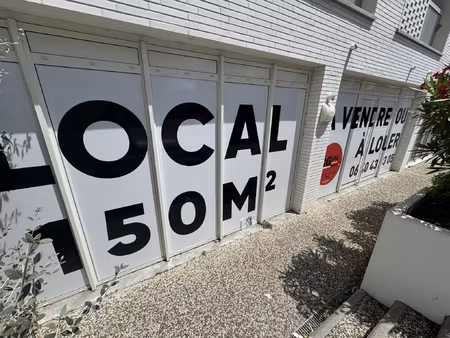 LOCAL
150M²
À VENDRE OU
À LOUER